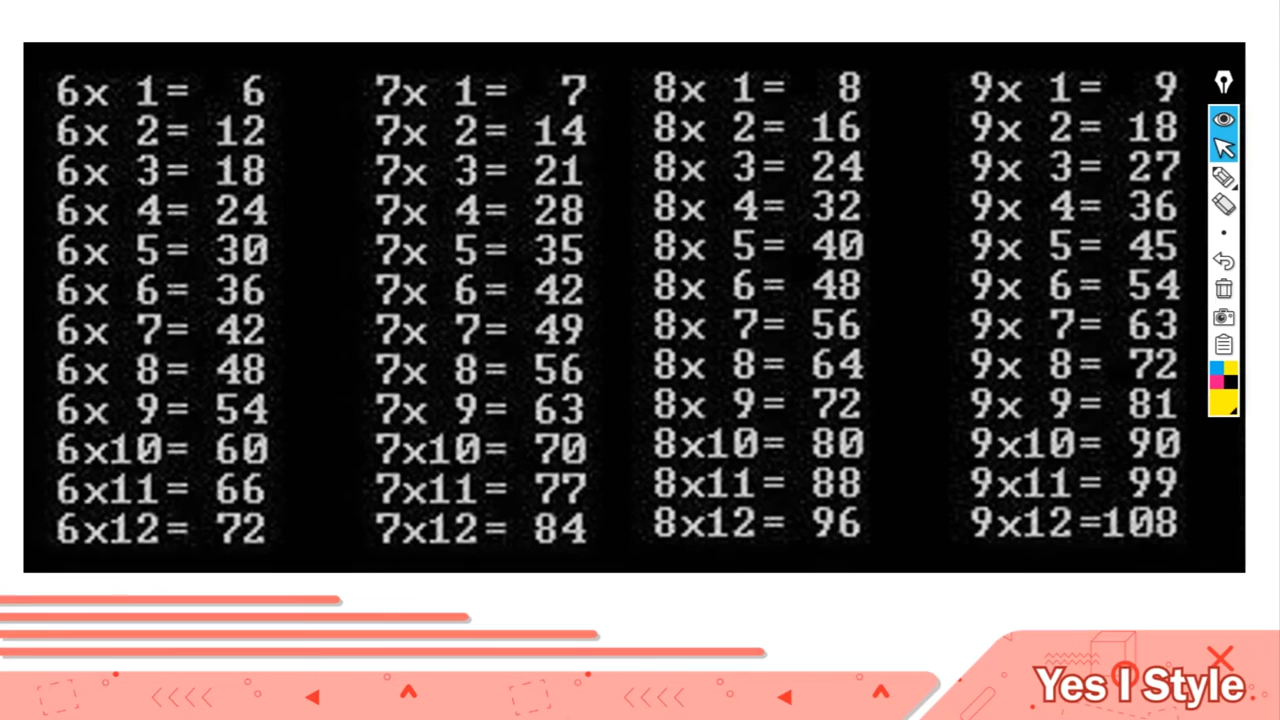 6x 1= 6
6x 2= 12
6x 3= 18
6x 4= 24
6x 5= 30
6x 6= 36
6x 7= 42
6x 8= 48
6x 9= 54
6x10= 60
6x11= 66
6x12= 72
7x 1= 7
7x 2= 14
7x 3= 21
7x 4= 28
7x 5= 35
7x 6= 42
7x 7= 49
7x 8= 56
7x 9= 63
7x10= 70
7x11= 77
7x12= 84
8x 1= 8
8x 2= 16
8x 3= 24
8x 4= 32
8x 5= 40
8x 6= 48
8x 7= 56
8x 8= 64
8x 9= 72
8x10= 80
8x11= 88
8x12= 96
9x 1= 9
9x 2= 18
9x 3= 27
9x 4= 36
9x 5= 45
9x 6= 54
9x 7= 63
9x 8= 72
9x 9= 81
9x10= 90
9x11= 99
9x12=108
Yes I Style